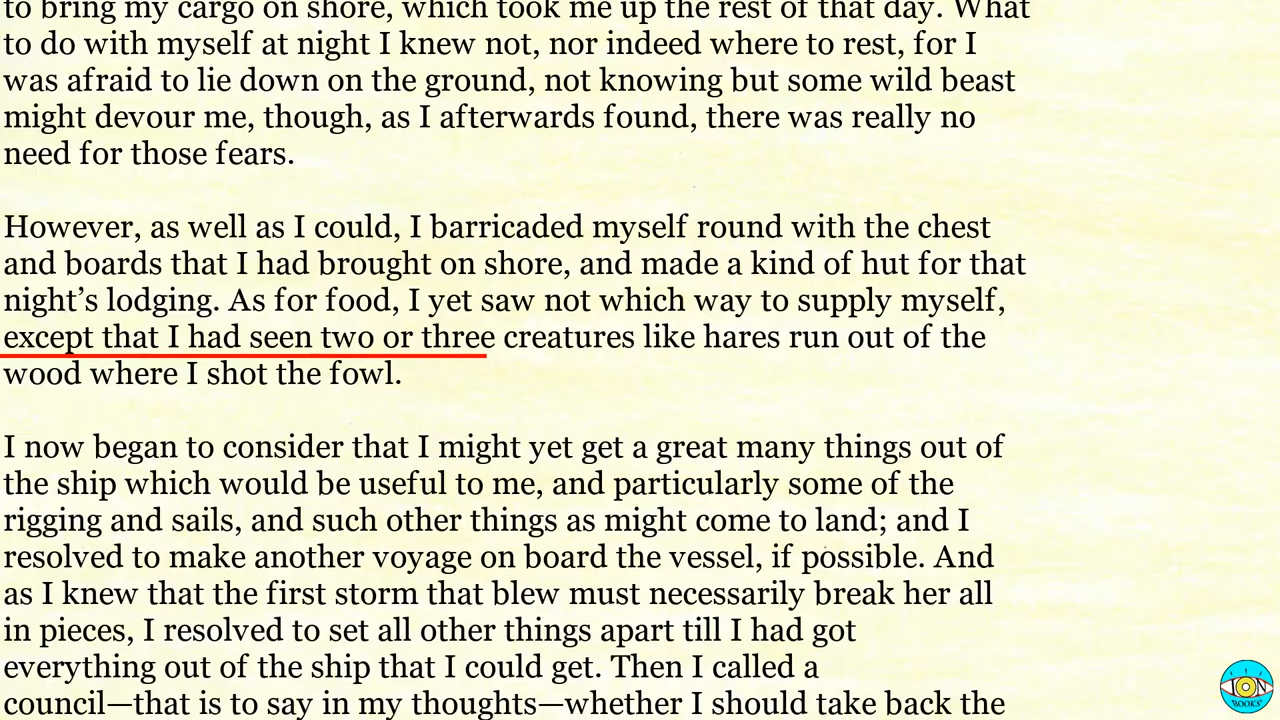 to bring my cargo on shore, which took me up the rest of that day. What
to do with myself at night I knew not, nor indeed where to rest, for I
was afraid to lie down on the ground, not knowing but some wild beast
might devour me, though, as I afterwards found, there was really no
need for those fears.
However, as well as I could, I barricaded myself round with the chest
and boards that I had brought on shore, and made a kind of hut for that
night’s lodging. As for food, I yet saw not which way to supply myself,
except that I had seen two or three creatures like hares run out of the
wood where I shot the fowl.
I now began to consider that I might yet get a great many things out of
the ship which would be useful to me, and particularly some of the
rigging and sails, and such other things as might come to land; and I
resolved to make another voyage on board the vessel, if possible. And
as I knew that the first storm that blew must necessarily break her all
in pieces, I resolved to set all other things apart till I had got
everything out of the ship that I could get. Then I called a
council—that is to say in my thoughts—whether I should take back the
ION
BOOKS